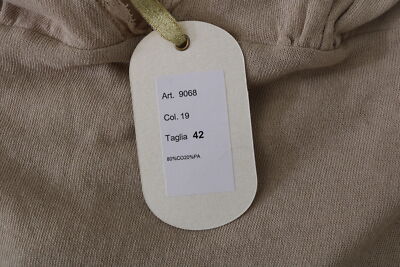 Art. 9068
Col. 19
Taglia 42
80%CO20%PA